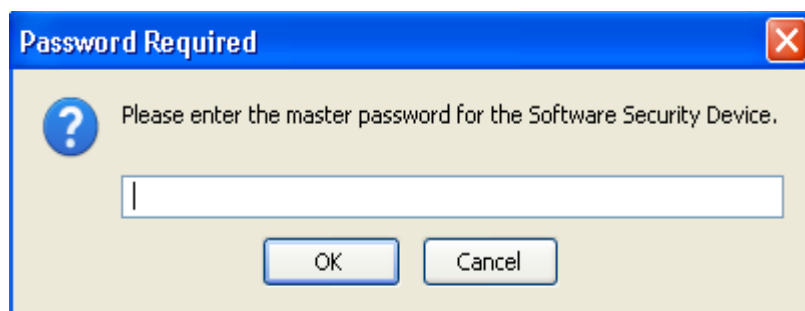 Password Required
Please enter the master password for the Software Security Device.
OK
Cancel